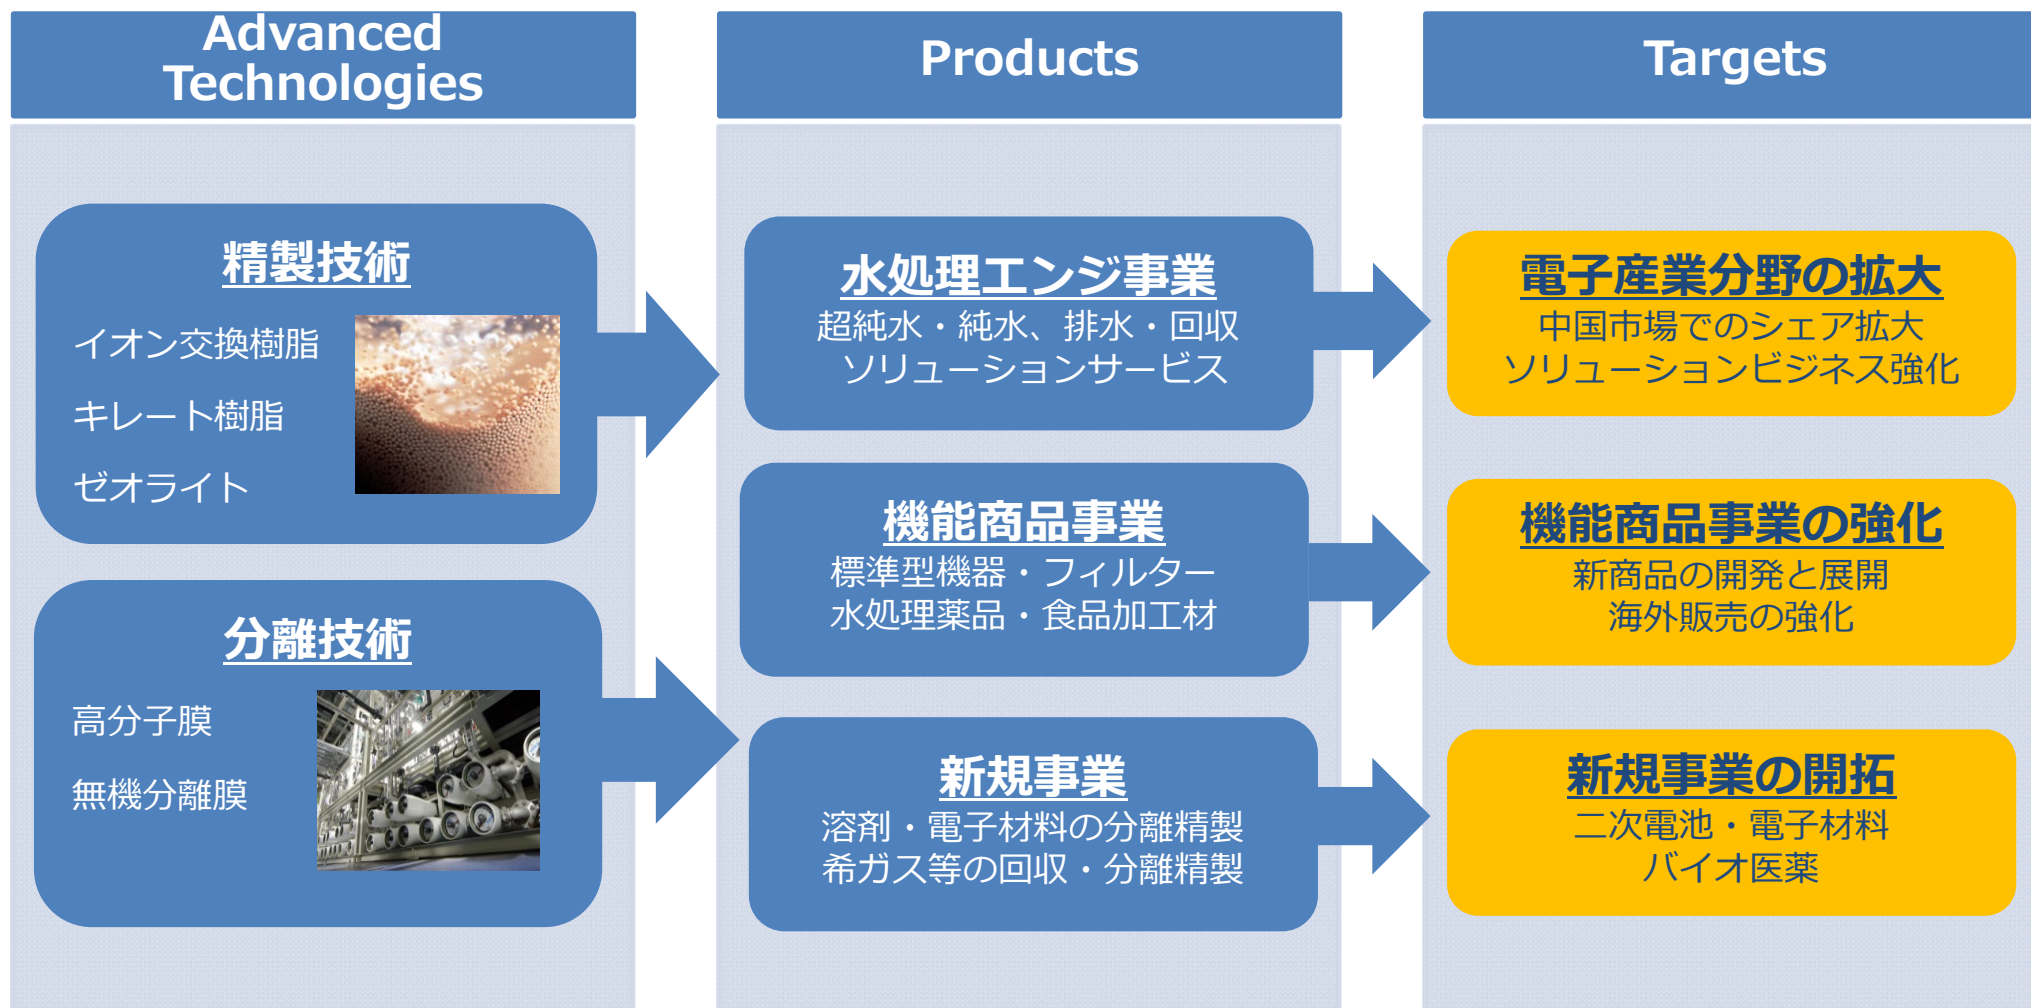 Advanced
Technologies
Products
Targets
精製技術
イオン交換樹脂
キレート樹脂
ゼオライト
分離技術
高分子膜
無機分離膜
水処理エンジ事業
超純水・純水、排水・回収
ソリューションサービス
機能商品事業
標準型機器・フィルター
水処理薬品・食品加工材
新規事業
溶剤・電子材料の分離精製
希ガス等の回収・分離精製
電子産業分野の拡大
中国市場でのシェア拡大
ソリューションビジネス強化
機能商品事業の強化
新商品の開発と展開
海外販売の強化
新規事業の開拓
二次電池・電子材料
バイオ医薬